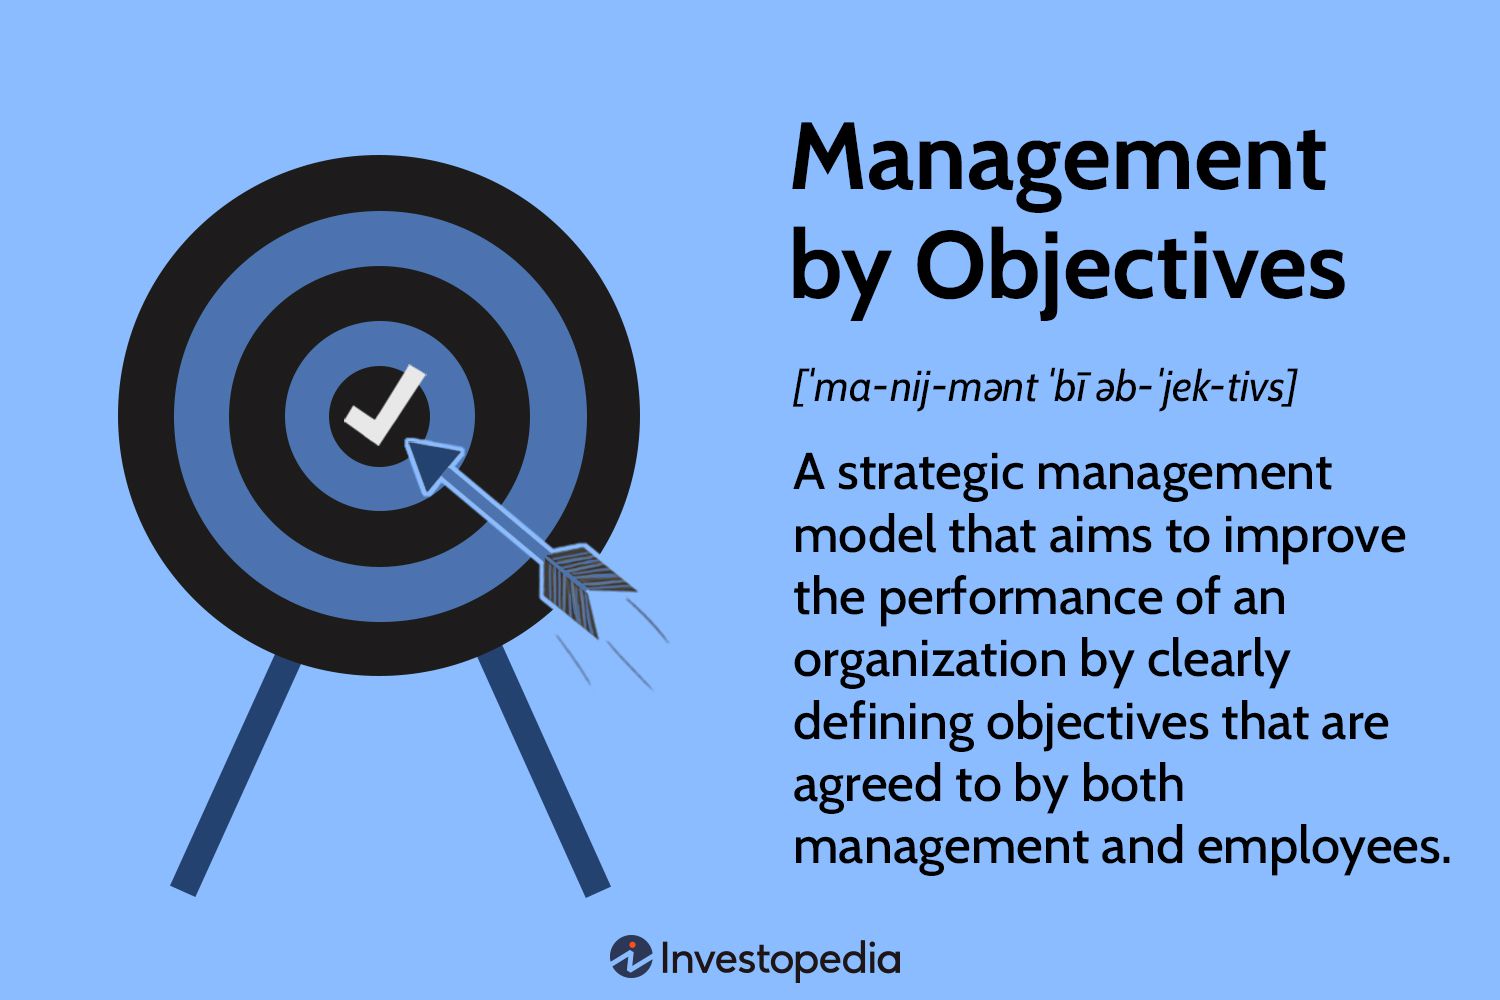 Management
by Objectives
[ˈma-nij-mənt ˈbī əb-ˈjek-tivs]
A strategic management
model that aims to improve
the performance of an
organization by clearly
defining objectives that are
agreed to by both
management and employees.
Investopedia